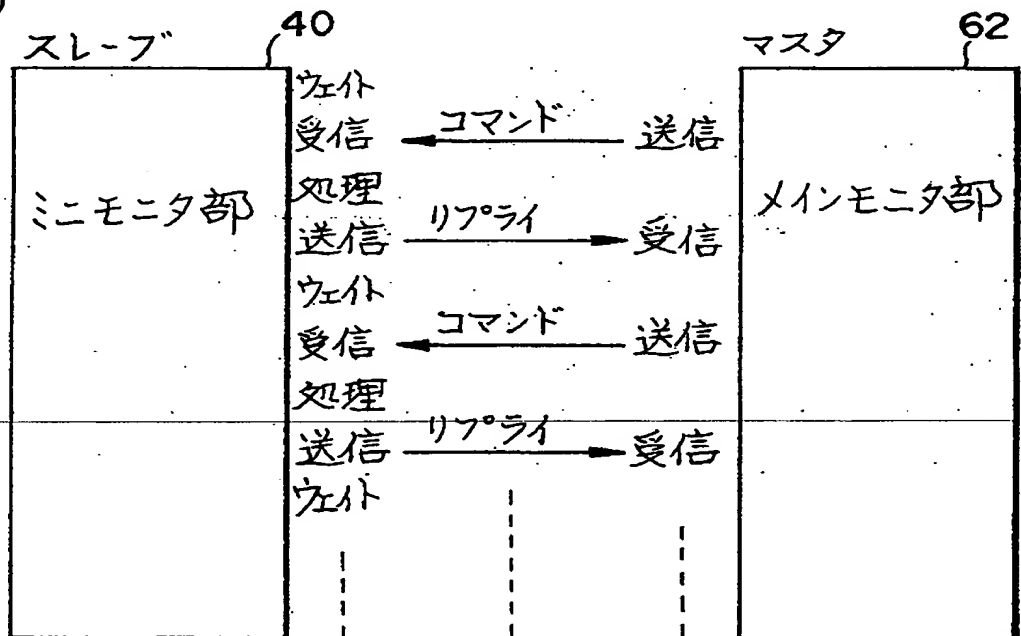 スレーブ 40 マスタ 62
ウェイト
受信 コマンド 送信
処理
ミニモニタ部 メインモニタ部
送信 リプライ 受信
ウェイト
受信 コマンド 送信
処理
送信 リプライ 受信
ウェイト